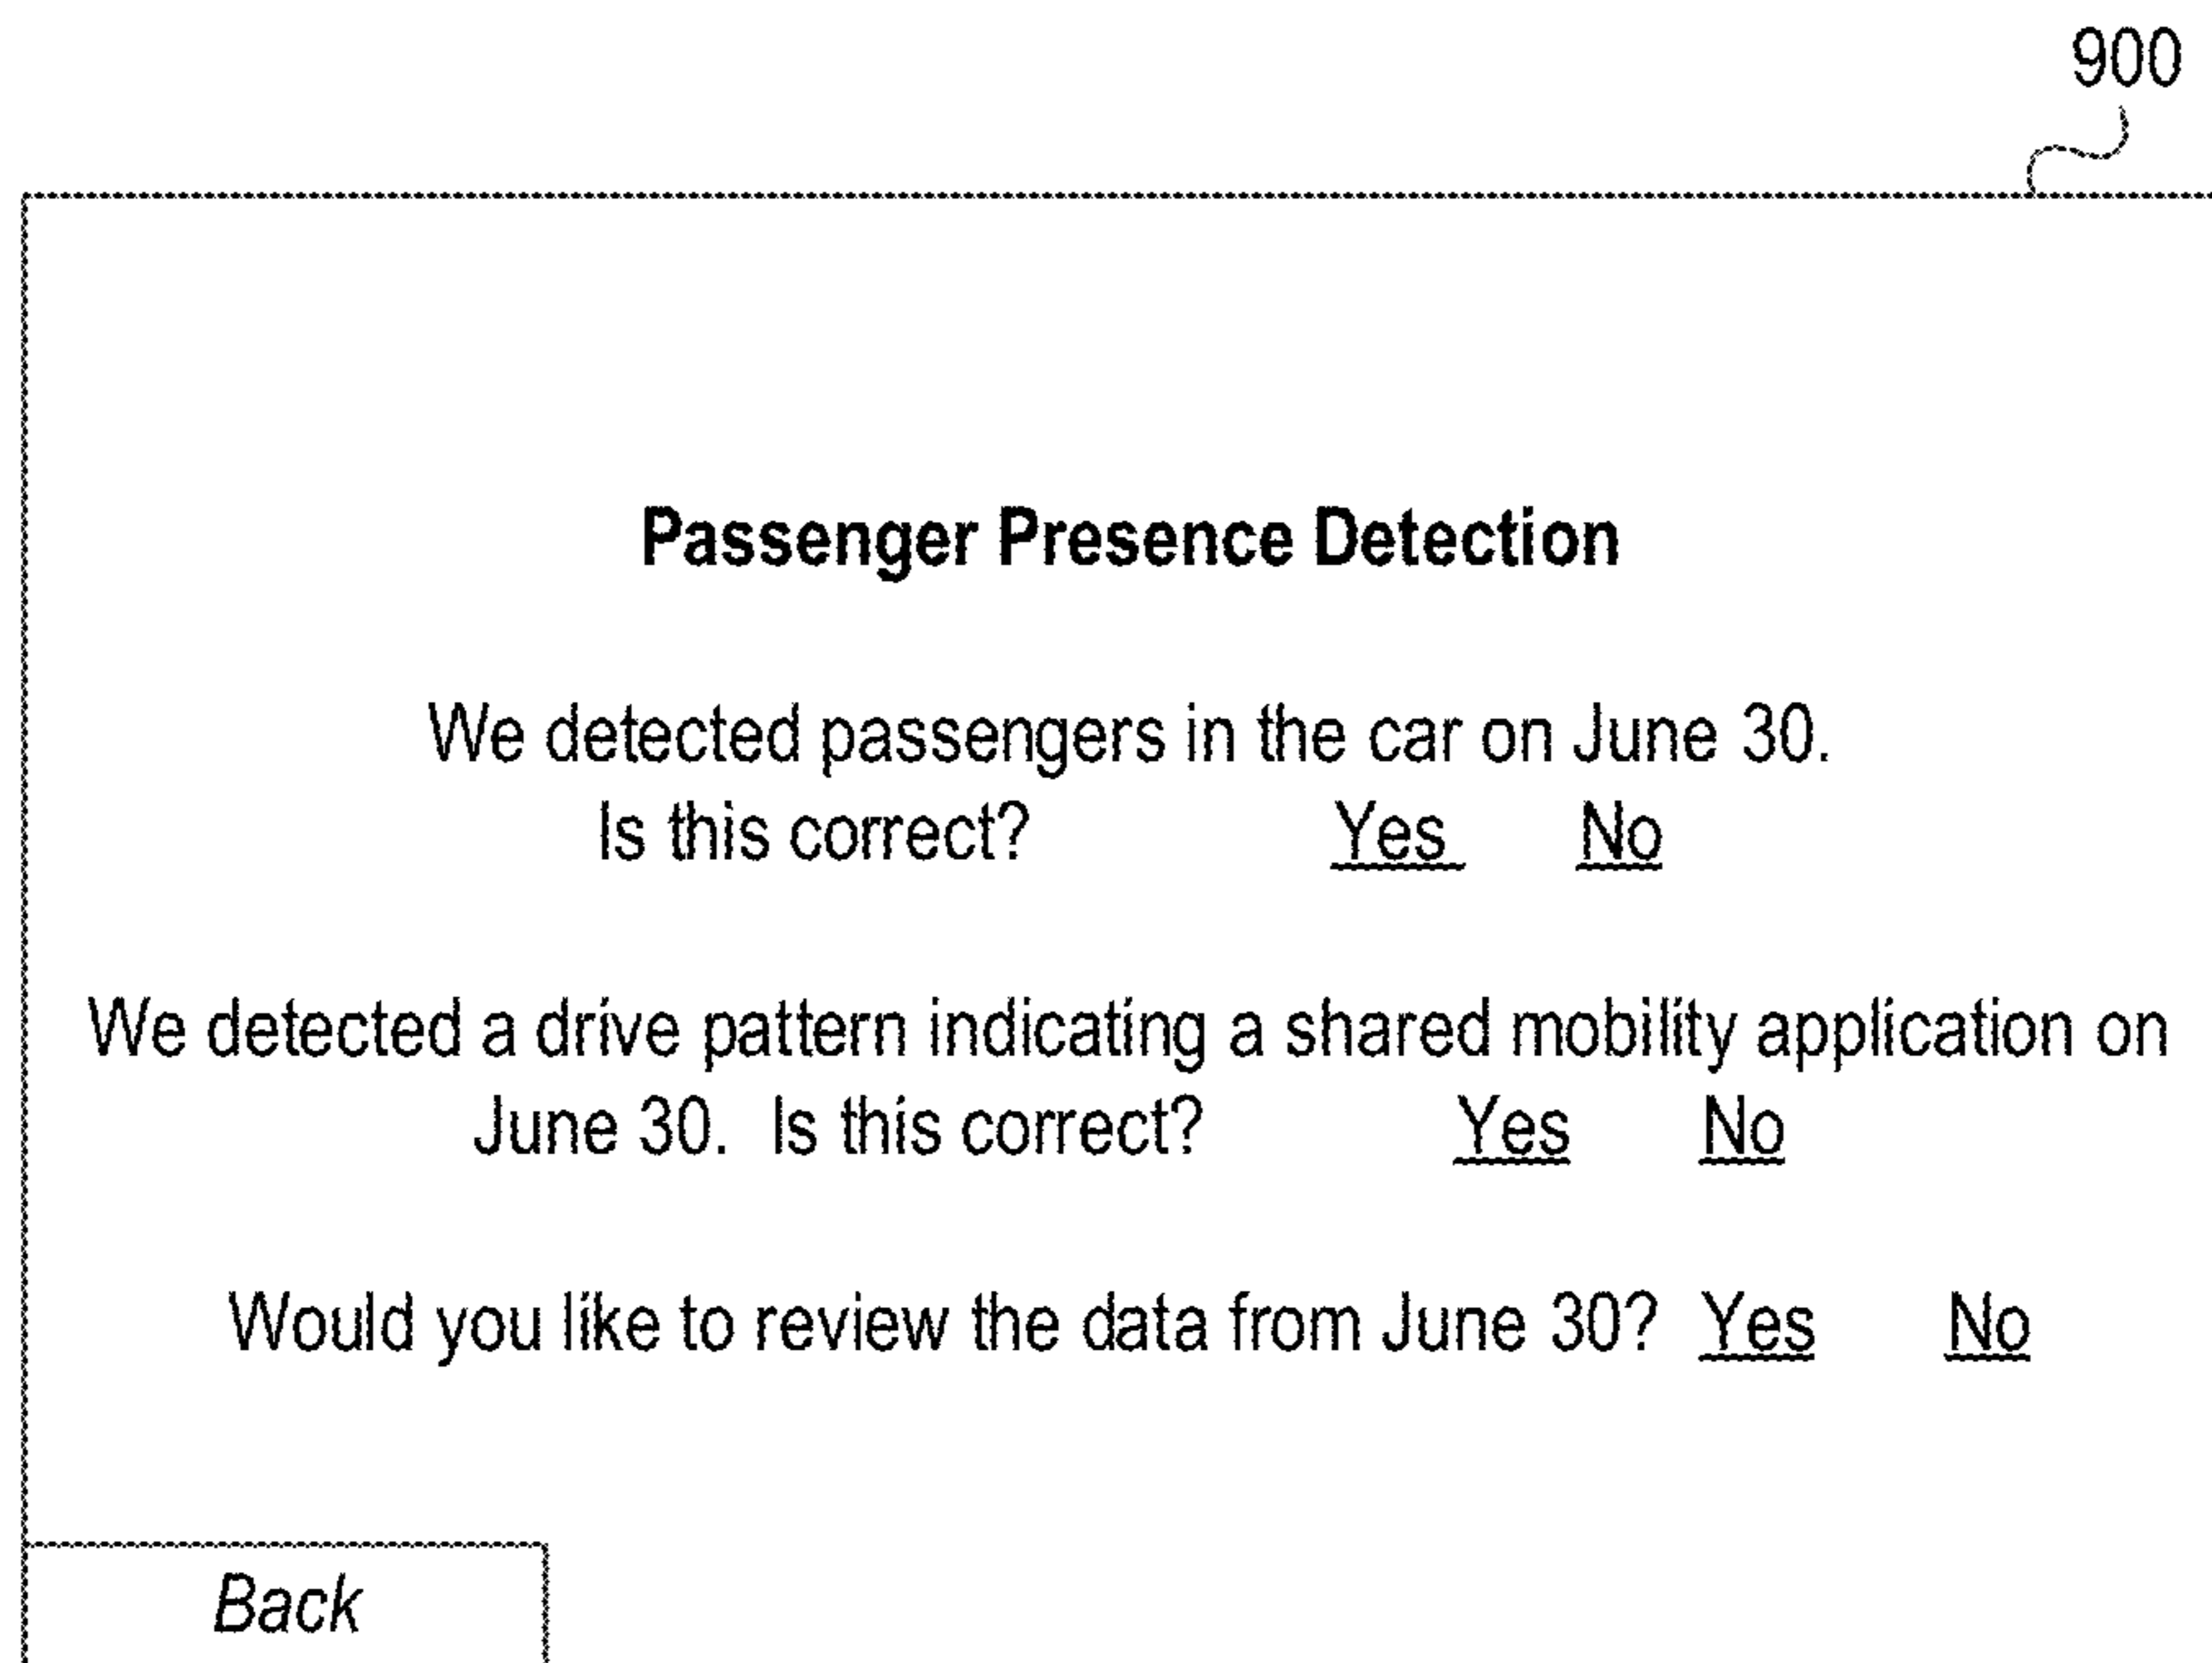 900
Passenger Presence Detection
We detected passengers in the car on June 30.
Is this correct? Yes No
We detected a drive pattern indicating a shared mobility application on
June 30. Is this correct? Yes No
Would you like to review the data from June 30? Yes No
Back